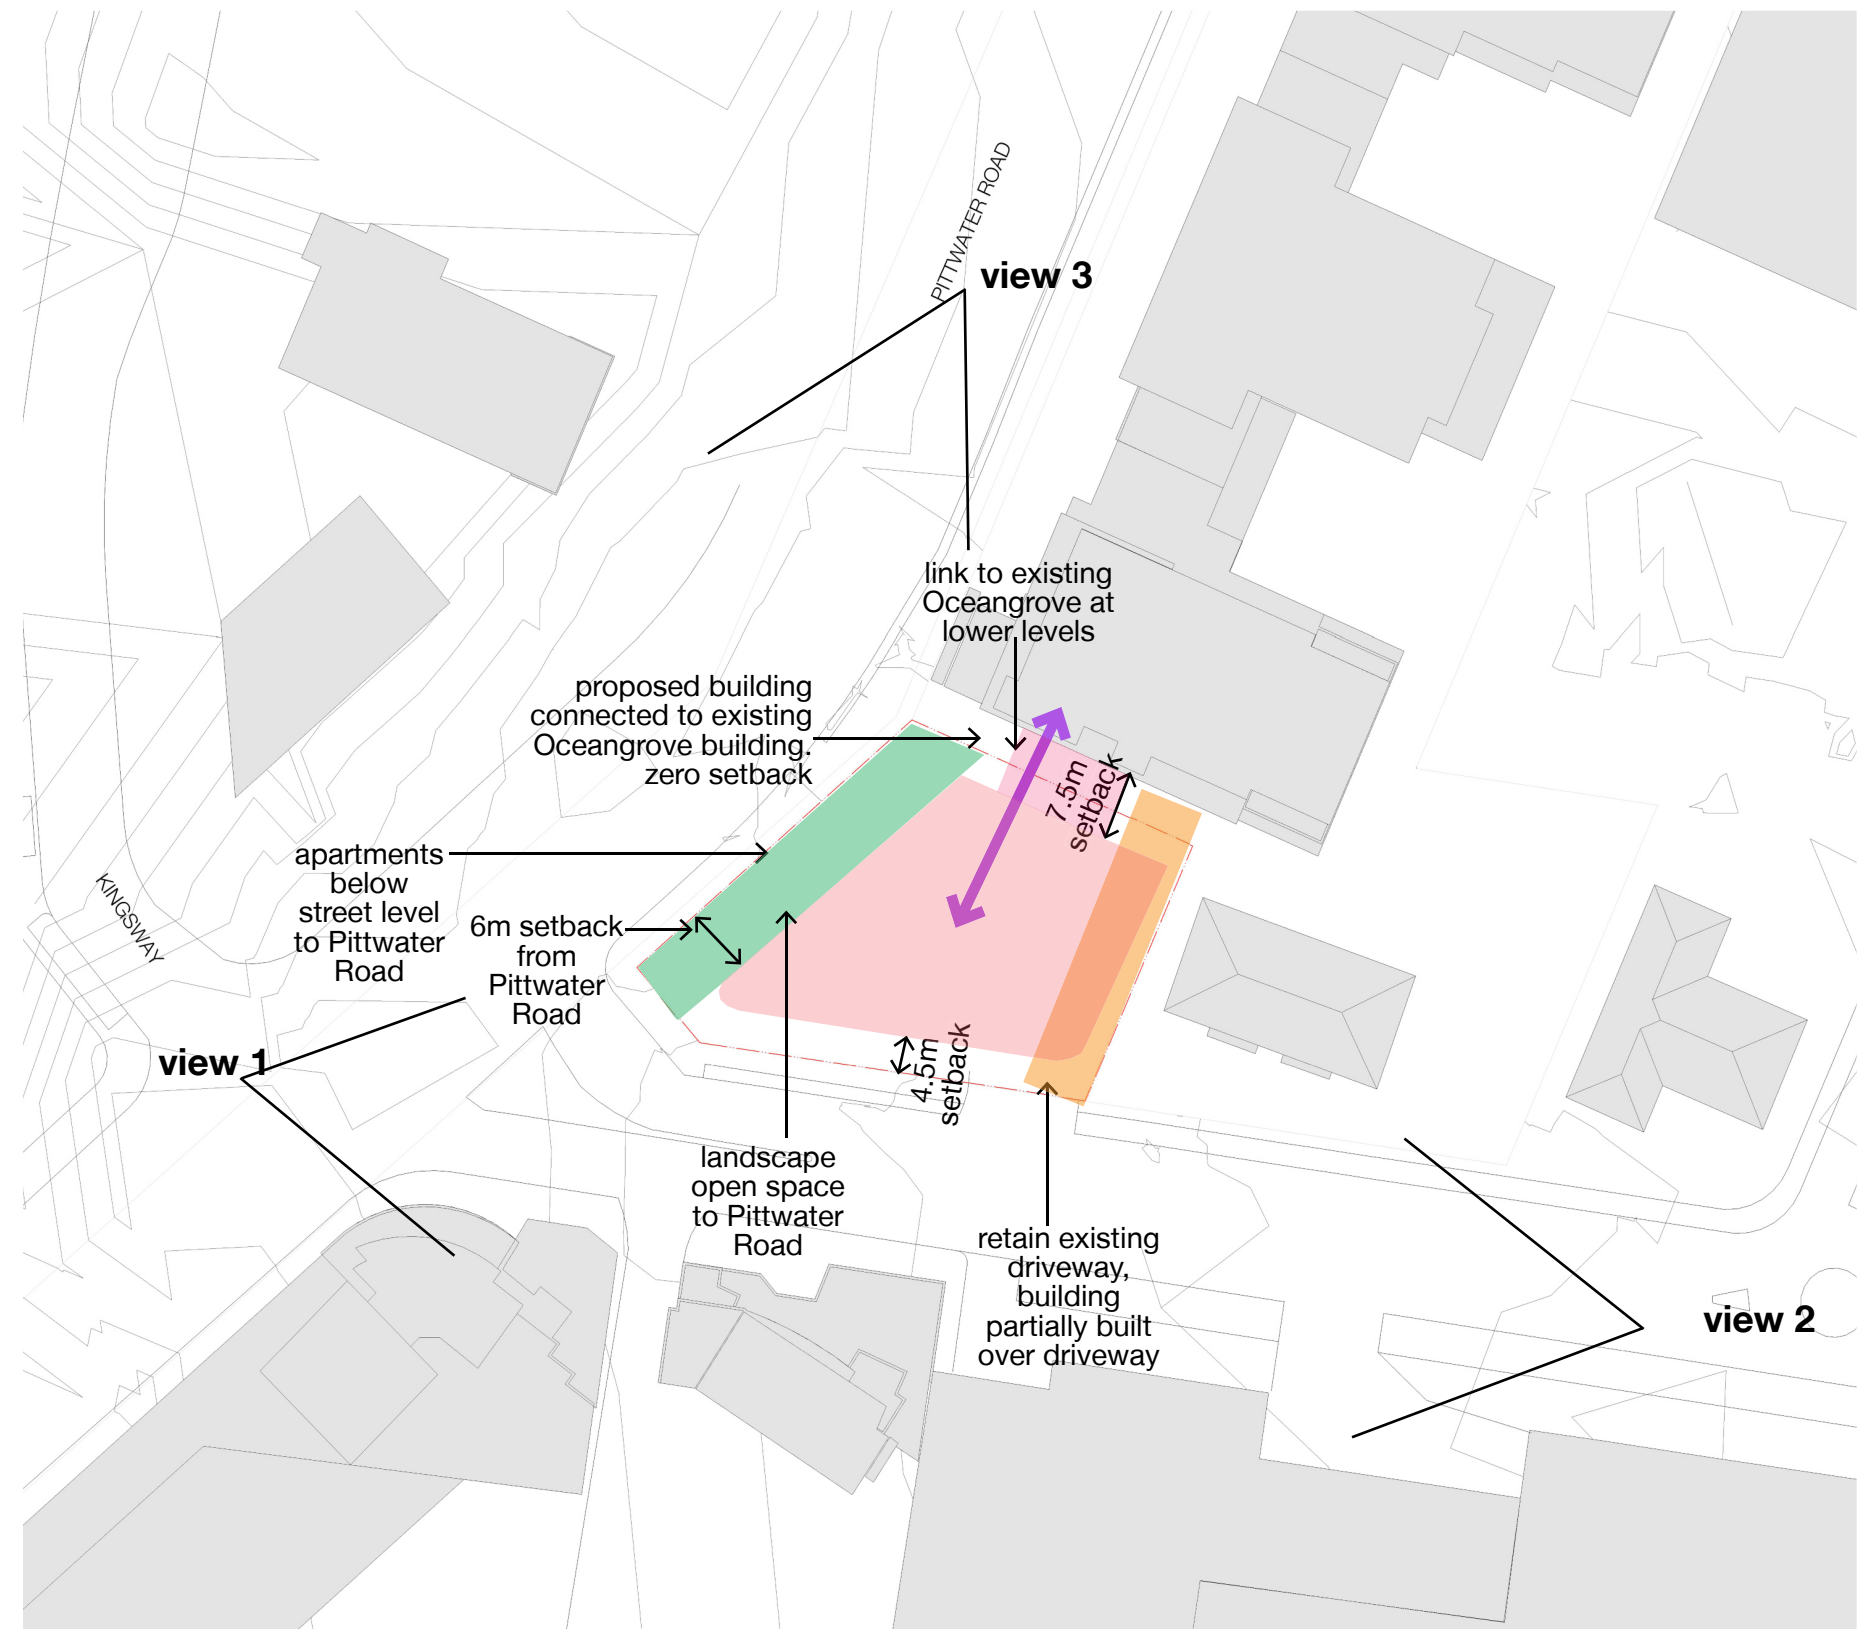 PITTWATER ROAD
view 3
link to existing
Oceangrove at
lower levels
proposed building
connected to existing
Oceangrove building.
zero setback
7.5m
setback
apartments
below
street level
to Pittwater
Road
KINGSWAY
6m setback
from
Pittwater
Road
view 1
4.5m
setback
landscape
open space
to Pittwater
Road
retain existing
driveway,
building
partially built
over driveway
view 2